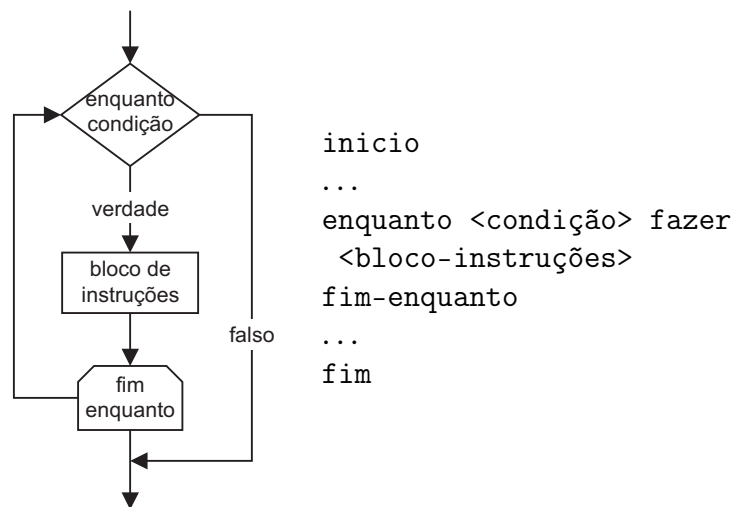 enquanto
condição
verdade
bloco de
instruções
falso
fim
enquanto
inicio
...
enquanto <condição> fazer
<bloco-instruções>
fim-enquanto
...
fim